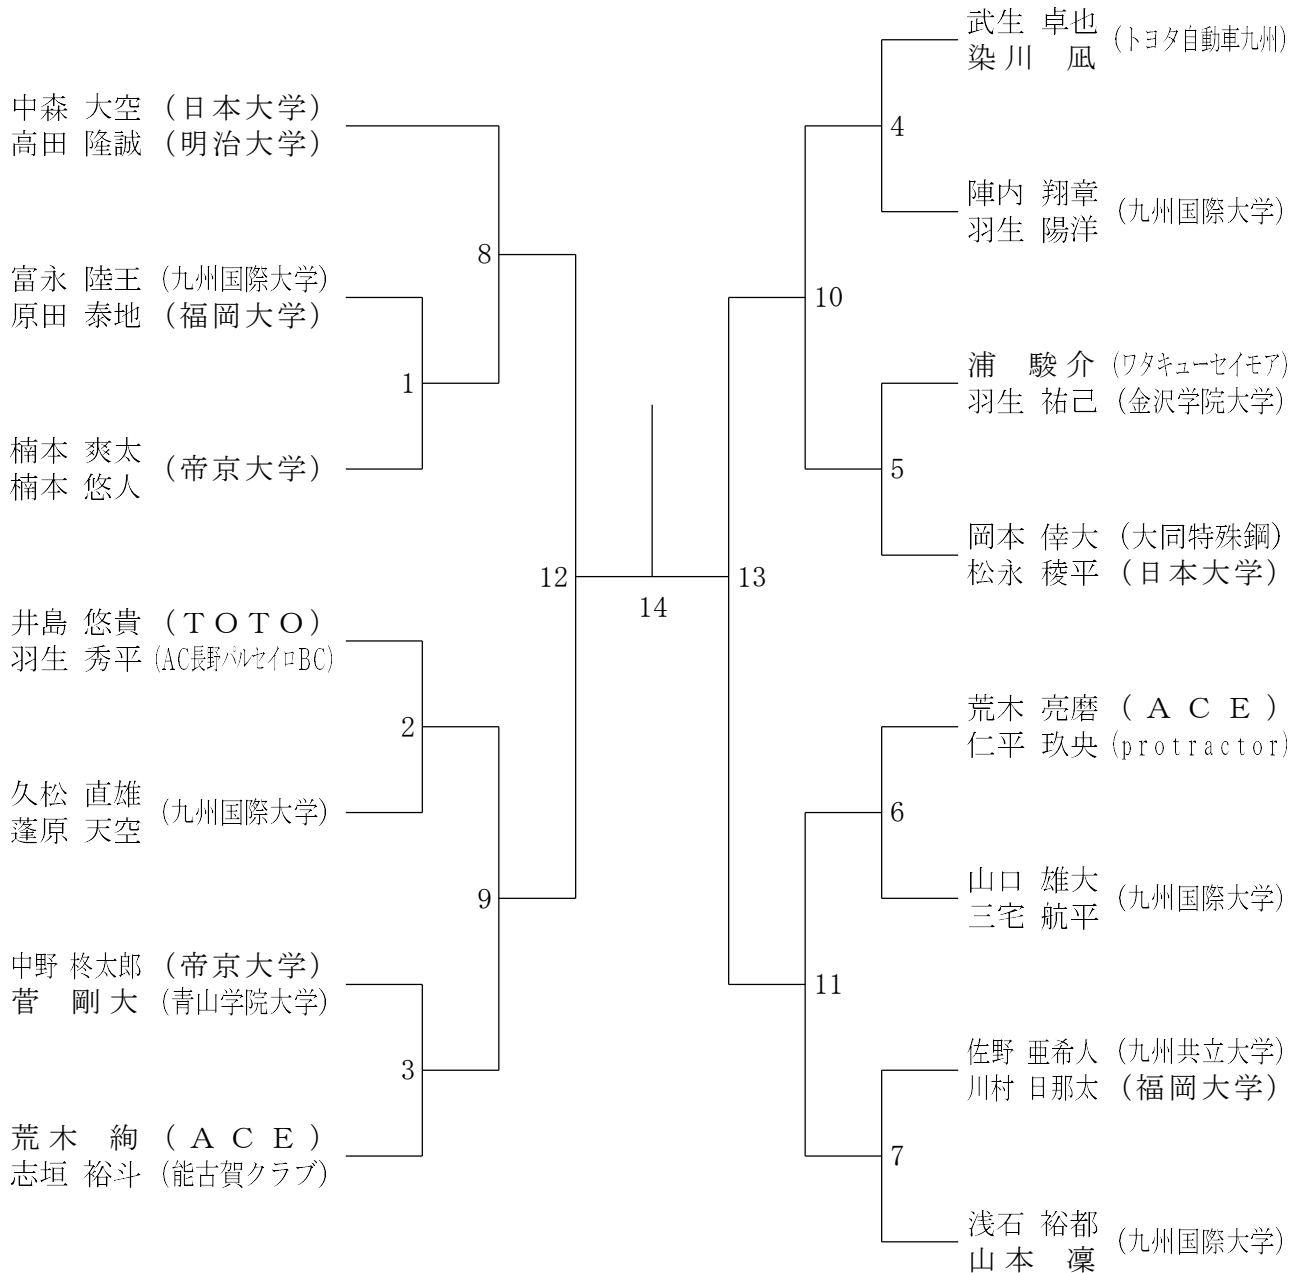 中森 大空 (日本大学)
高田 隆誠 (明治大学)
富永 陸王 (九州国際大学)
原田 泰地 (福岡大学)
楠本 爽太
楠本 悠人
(帝京大学)
井島 悠貴 (TOTO)
羽生 秀平 (AC長野パルセイロBC)
久松 直雄
蓬原 天空
(九州国際大学)
中野 柊太郎 (帝京大学)
菅 剛大 (青山学院大学)
荒木 絢 (ACE)
志垣 裕斗 (能古賀クラブ)
8
1
2
9
3
12
14
13
武生 卓也
染川 凪
(トヨタ自動車九州)
4
陣内 翔章
羽生 陽洋
(九州国際大学)
10
浦 駿介 (ワタキューセイモア)
羽生 祐己 (金沢学院大学)
5
岡本 倖大 (大同特殊鋼)
松永 稜平 (日本大学)
荒木 亮磨 (ACE)
仁平 玖央 (protractor)
6
山口 雄大
三宅 航平
(九州国際大学)
11
佐野 亜希人 (九州共立大学)
川村 日那太 (福岡大学)
7
浅石 裕都
山本 凜
(九州国際大学)